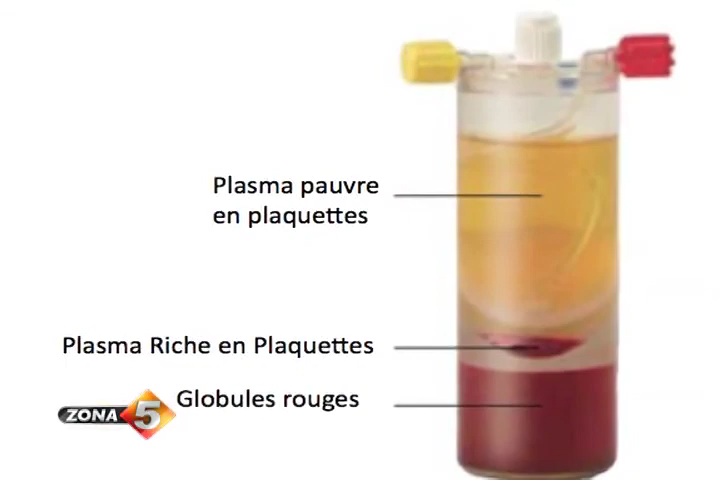 Plasma pauvre
en plaquettes
Plasma Riche en Plaquettes
Globules rouges
ZONA 5